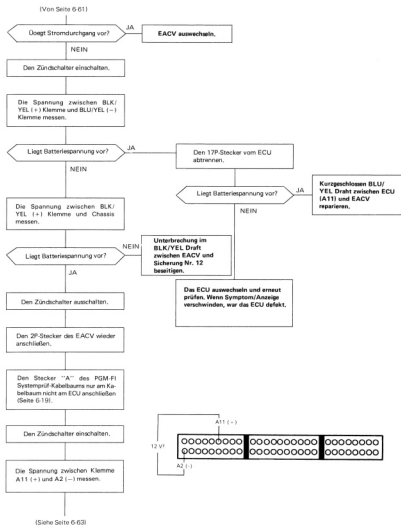 (Von Seite 6-61)
Üoegt Stromdurchgang vor?
JA
EACV auswechseln.
NEIN
Den Zündschalter einschalten.
Die Spannung zwischen BLK/
YEL (+) Klemme und BLU/YEL (−)
Klemme messen.
Liegt Batteriespannung vor?
JA
Den 17P-Stecker vom ECU
abtrennen.
NEIN
Liegt Batteriespannung vor?
JA
Kurzgeschlossen BLU/
YEL Draht zwischen ECU
(A11) und EACV
reparieren.
NEIN
Die Spannung zwischen BLK/
YEL (+) Klemme und Chassis
messen.
Liegt Batteriespannung vor?
NEIN
Unterbrechung im
BLK/YEL Draft
zwischen EACV und
Sicherung Nr. 12
beseitigen.
JA
Das ECU auswechseln und erneut
prüfen. Wenn Symptom/Anzeige
verschwinden, war das ECU defekt.
Den Zündschalter ausschalten.
Den 2P-Stecker des EACV wieder
anschließen.
Den Stecker "A" des PGM-FI
Systemprüf-Kabelbaums nur am Ka-
belbaum nicht am ECU anschließen
(Seite 6-19).
Den Zündschalter einschalten.
Die Spannung zwischen Klemme
A11 (+) und A2 (−) messen.
A11 (−)
12 V?
A2 (−)
(Siehe Seite 6-63)